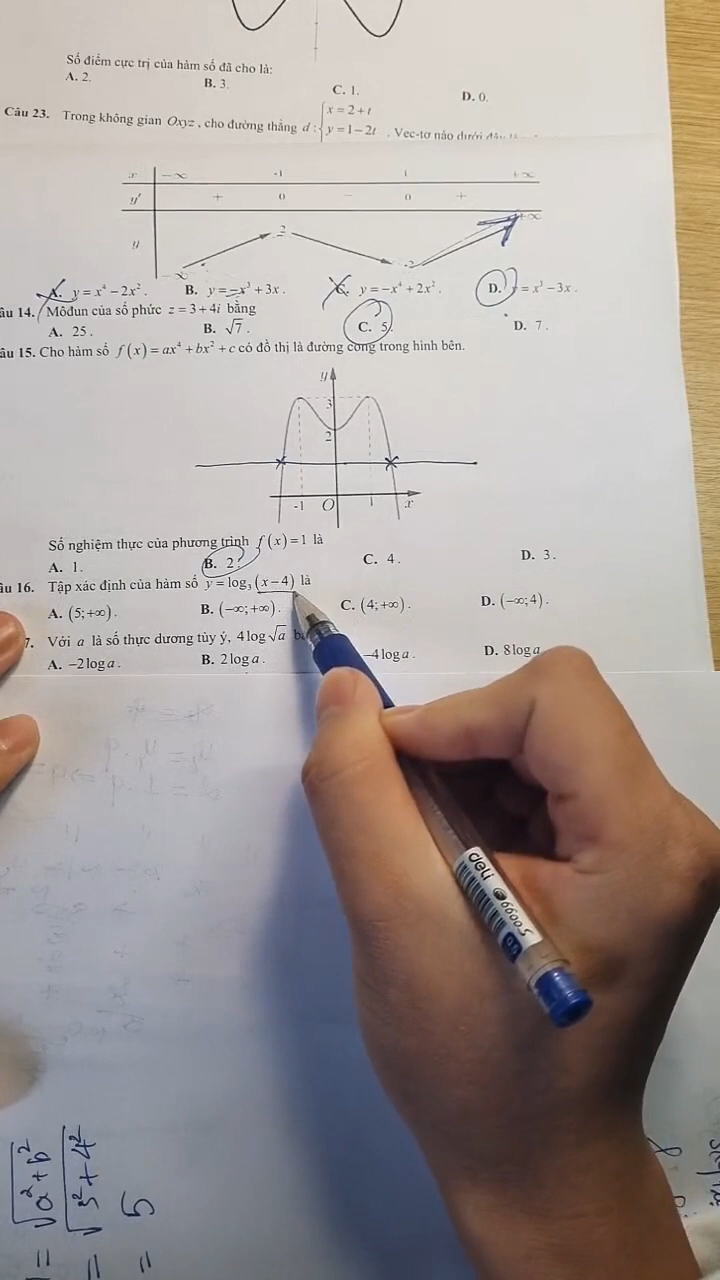 Số điểm cực trị của hàm số đã cho là:
A. 2. B. 3. C. 1. D. 0.
Câu 23. Trong không gian Oxyz, cho đường thẳng d: { x = 2 + t
y = 1 − 2t . Vec-tơ nào dưới đây
x −∞ -1 1 +∞
y' + 0 − 0 +
y −∞ 2 -2 +∞
A. y = x⁴ − 2x². B. y = −x³ + 3x. C. y = −x⁴ + 2x². D. y = x³ − 3x.
âu 14. Môđun của số phức z = 3 + 4i bằng
A. 25. B. √7. C. 5. D. 7.
âu 15. Cho hàm số f(x) = ax⁴ + bx² + c có đồ thị là đường cong trong hình bên.
y
3
2
-1 O 1 x
Số nghiệm thực của phương trình f(x) = 1 là
A. 1. B. 2. C. 4. D. 3.
âu 16. Tập xác định của hàm số y = log₃(x − 4) là
A. (5;+∞). B. (−∞;+∞). C. (4;+∞). D. (−∞;4).
7. Với a là số thực dương tùy ý, 4log√a b
A. −2log a. B. 2log a. −4log a. D. 8log a
deli
= √a² + b²
= √3² + 4²
= 5